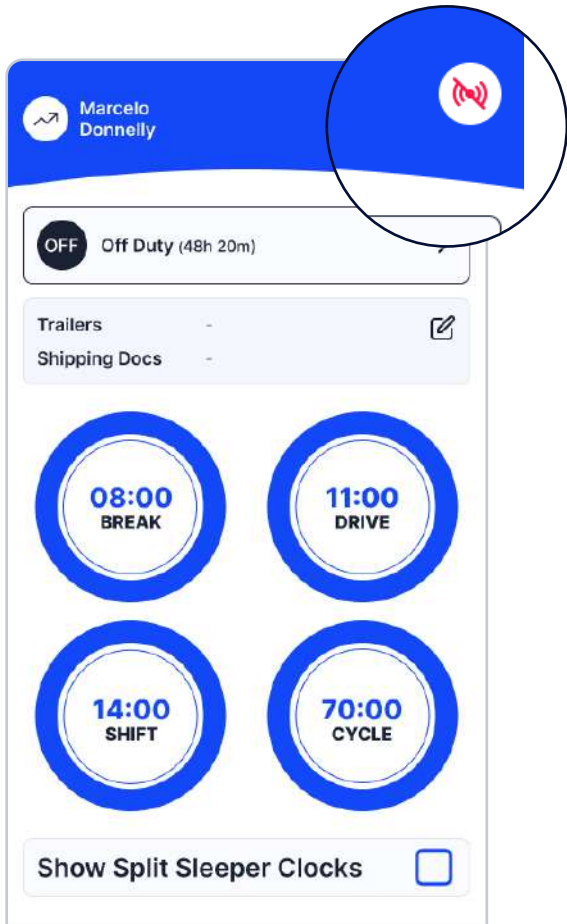 Marcelo
Donnelly
OFF Off Duty (48h 20m)
Trailers -
Shipping Docs -
08:00
BREAK
11:00
DRIVE
14:00
SHIFT
70:00
CYCLE
Show Split Sleeper Clocks